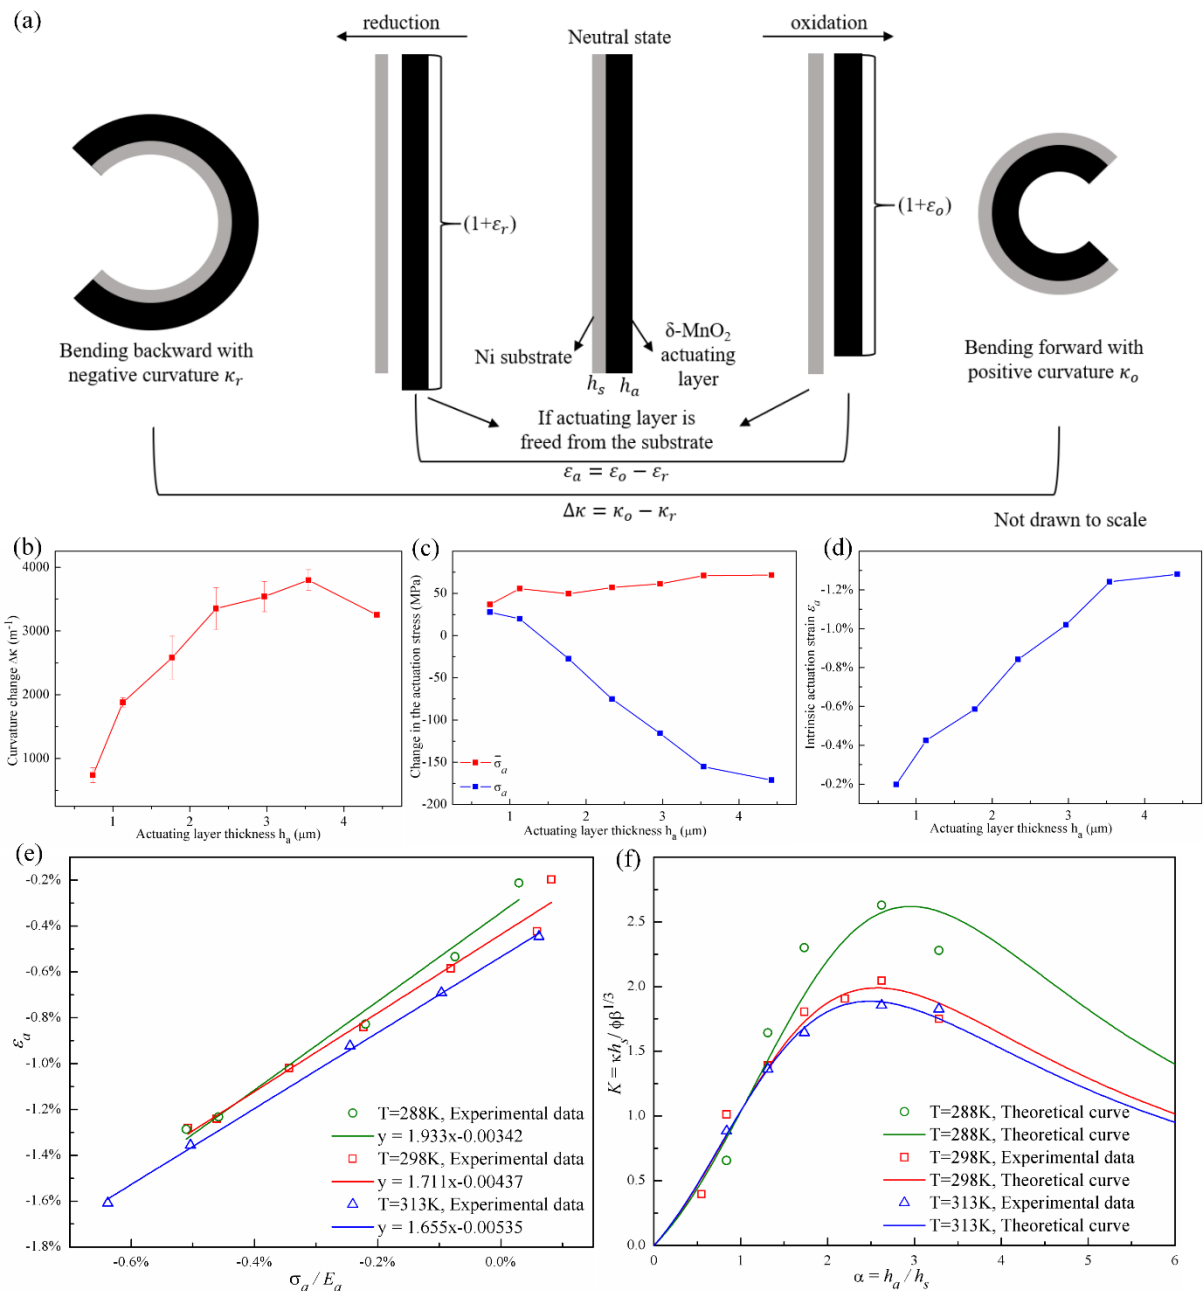 (a)
reduction
Neutral state
oxidation
(1+εᵣ)
(1+εₒ)
Bending backward with
negative curvature κᵣ
Ni substrate
δ-MnO₂
actuating
layer
hₛ
hₐ
Bending forward with
positive curvature κₒ
If actuating layer is
freed from the substrate
εₐ = εₒ − εᵣ
Δκ = κₒ − κᵣ
Not drawn to scale
(b)
4000
3000
2000
1000
Curvature change Δκ (m⁻¹)
1 2 3 4
Actuating layer thickness hₐ (μm)
(c)
50
0
-50
-100
-150
-200
Change in the actuation stress (MPa)
σ̄ₐ
σₐ
1 2 3 4
Actuating layer thickness hₐ (μm)
(d)
-1.2%
-1.0%
-0.8%
-0.6%
-0.4%
-0.2%
Intrinsic actuation strain εₐ
1 2 3 4
Actuating layer thickness hₐ (μm)
(e)
-0.2%
-0.4%
-0.6%
-0.8%
-1.0%
-1.2%
-1.4%
-1.6%
-1.8%
εₐ
T=288K, Experimental data
y = 1.933x-0.00342
T=298K, Experimental data
y = 1.711x-0.00437
T=313K, Experimental data
y = 1.655x-0.00535
-0.6% -0.4% -0.2% 0.0%
σₐ / Eₐ
(f)
2.5
2.0
1.5
1.0
0.5
0.0
K = κhₛ/ϕβ^1/3
T=288K, Experimental data
T=288K, Theoretical curve
T=298K, Experimental data
T=298K, Theoretical curve
T=313K, Experimental data
T=313K, Theoretical curve
0 1 2 3 4 5 6
α = hₐ / hₛ